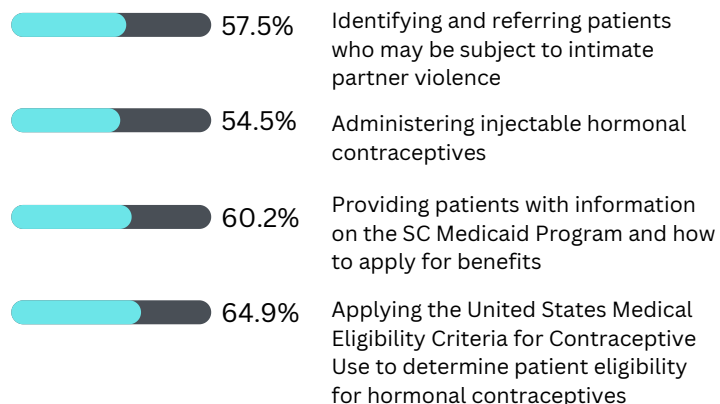 57.5%
Identifying and referring patients
who may be subject to intimate
partner violence
54.5%
Administering injectable hormonal
contraceptives
60.2%
Providing patients with information
on the SC Medicaid Program and how
to apply for benefits
64.9%
Applying the United States Medical
Eligibility Criteria for Contraceptive
Use to determine patient eligibility
for hormonal contraceptives